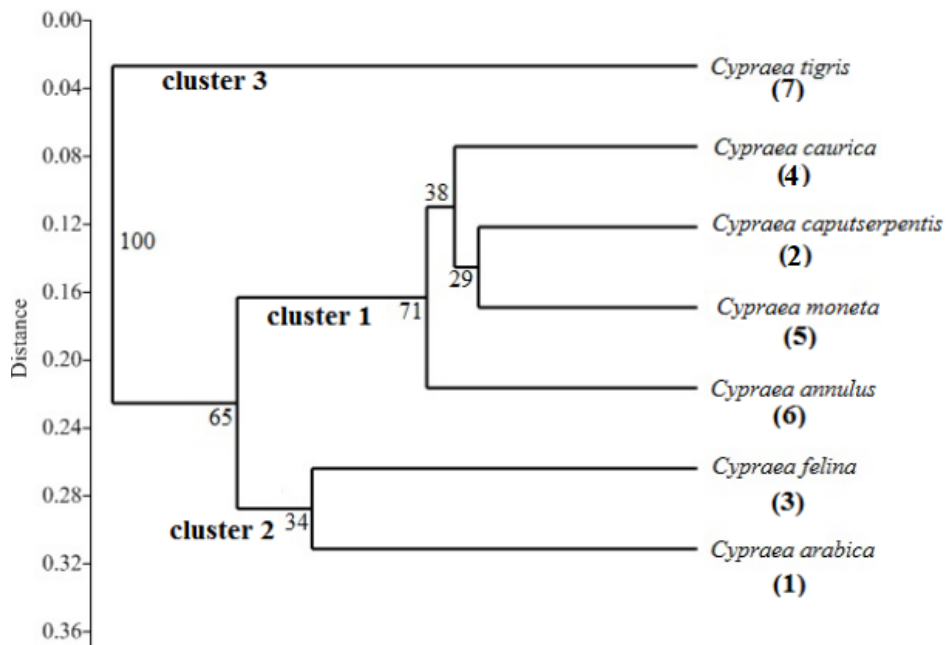 0.00
0.04
0.08
0.12
0.16
0.20
0.24
0.28
0.32
0.36
Distance
cluster 3
100
38
29
cluster 1
71
65
cluster 2
34
Cypraea tigris
(7)
Cypraea caurica
(4)
Cypraea caputserpentis
(2)
Cypraea moneta
(5)
Cypraea annulus
(6)
Cypraea felina
(3)
Cypraea arabica
(1)